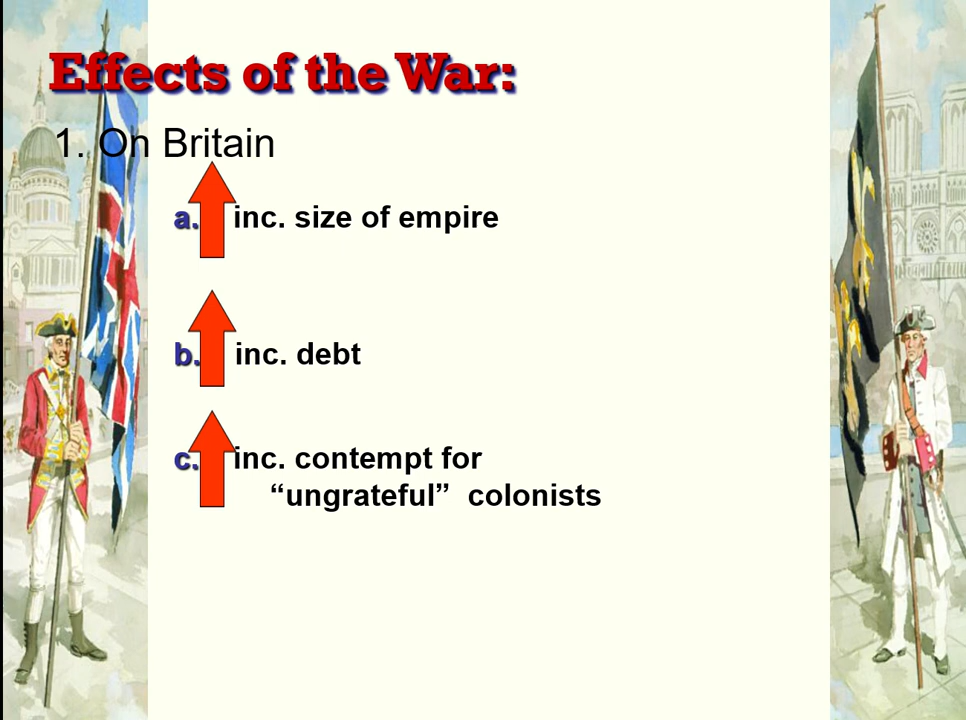 Effects of the War:
1. On Britain
a. inc. size of empire
b. inc. debt
c. inc. contempt for
“ungrateful” colonists